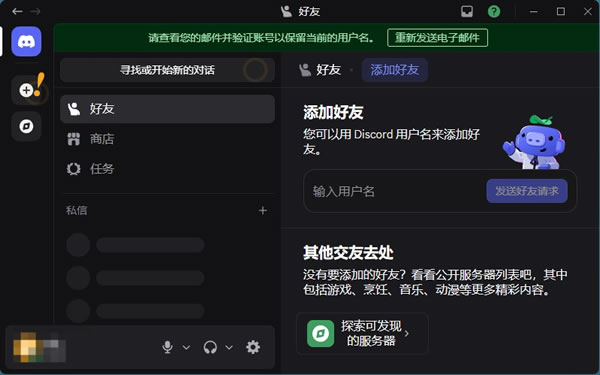 好友
请查看您的邮件并验证账号以保留当前的用户名。 重新发送电子邮件
寻找或开始新的对话
好友
商店
任务
私信
好友 添加好友
添加好友
您可以用 Discord 用户名来添加好
友。
输入用户名 发送好友请求
其他交友去处
没有要添加的好友？看看公开服务器列表吧，其中
包括游戏、烹饪、音乐、动漫等更多精彩内容。
探索可发现
的服务器